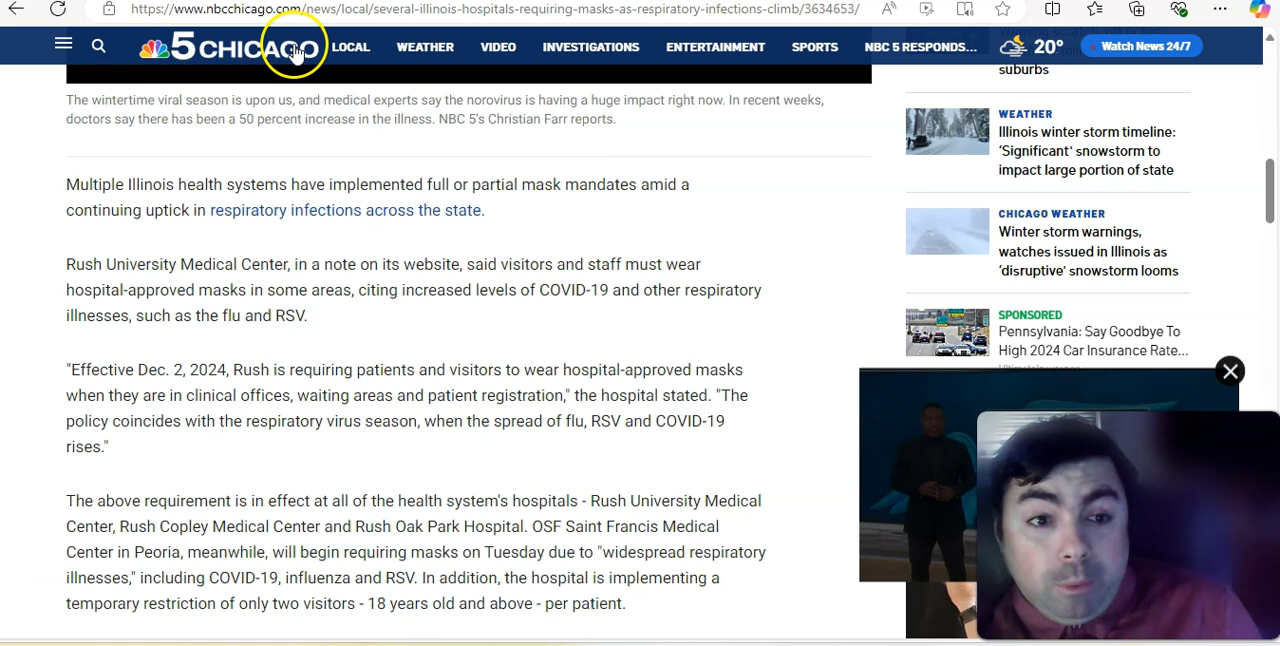 https://www.nbcchicago.com/news/local/several-illinois-hospitals-requiring-masks-as-respiratory-infections-climb/3634653/
5 CHICAGO LOCAL WEATHER VIDEO INVESTIGATIONS ENTERTAINMENT SPORTS NBC 5 RESPONDS... 20° Watch News 24/7
The wintertime viral season is upon us, and medical experts say the norovirus is having a huge impact right now. In recent weeks,
doctors say there has been a 50 percent increase in the illness. NBC 5's Christian Farr reports.
Multiple Illinois health systems have implemented full or partial mask mandates amid a
continuing uptick in respiratory infections across the state.
Rush University Medical Center, in a note on its website, said visitors and staff must wear
hospital-approved masks in some areas, citing increased levels of COVID-19 and other respiratory
illnesses, such as the flu and RSV.
"Effective Dec. 2, 2024, Rush is requiring patients and visitors to wear hospital-approved masks
when they are in clinical offices, waiting areas and patient registration," the hospital stated. "The
policy coincides with the respiratory virus season, when the spread of flu, RSV and COVID-19
rises."
The above requirement is in effect at all of the health system's hospitals - Rush University Medical
Center, Rush Copley Medical Center and Rush Oak Park Hospital. OSF Saint Francis Medical
Center in Peoria, meanwhile, will begin requiring masks on Tuesday due to "widespread respiratory
illnesses," including COVID-19, influenza and RSV. In addition, the hospital is implementing a
temporary restriction of only two visitors - 18 years old and above - per patient.
suburbs
WEATHER
Illinois winter storm timeline:
'Significant' snowstorm to
impact large portion of state
CHICAGO WEATHER
Winter storm warnings,
watches issued in Illinois as
'disruptive' snowstorm looms
SPONSORED
Pennsylvania: Say Goodbye To
High 2024 Car Insurance Rate...